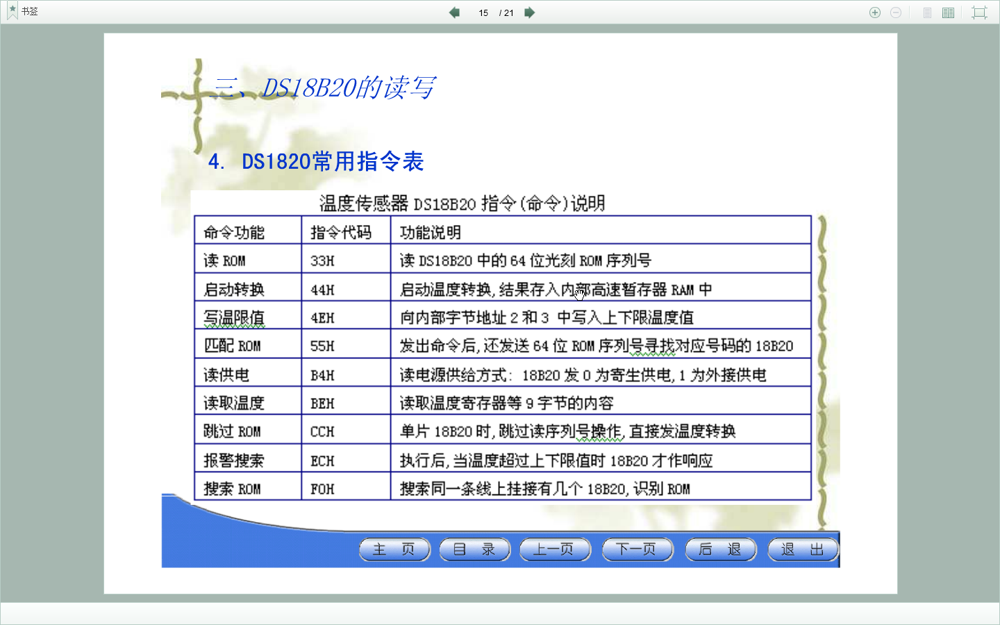 书签
15 / 21
三、DS18B20的读写
4. DS1820常用指令表
温度传感器 DS18B20 指令(命令)说明
命令功能 指令代码 功能说明
读 ROM 33H 读 DS18B20 中的 64 位光刻 ROM 序列号
启动转换 44H 启动温度转换, 结果存入内部高速暂存器 RAM 中
写温限值 4EH 向内部字节地址 2 和 3 中写入上下限温度值
匹配 ROM 55H 发出命令后, 还发送 64 位 ROM 序列号寻找对应号码的 18B20
读供电 B4H 读电源供给方式: 18B20 发 0 为寄生供电, 1 为外接供电
读取温度 BEH 读取温度寄存器等 9 字节的内容
跳过 ROM CCH 单片 18B20 时, 跳过读序列号操作, 直接发温度转换
报警搜索 ECH 执行后, 当温度超过上下限值时 18B20 才作响应
搜索 ROM F0H 搜索同一条线上挂接有几个 18B20, 识别 ROM
主 页 目 录 上一页 下一页 后 退 退 出